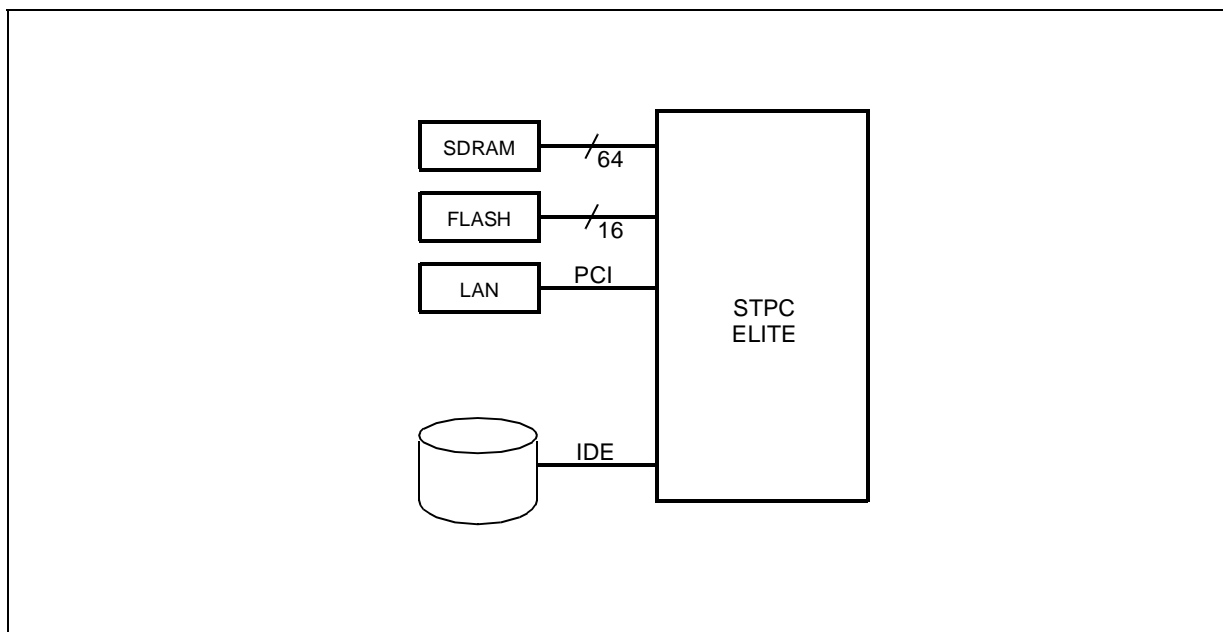 SDRAM
64
FLASH
16
LAN
PCI
STPC
ELITE
IDE